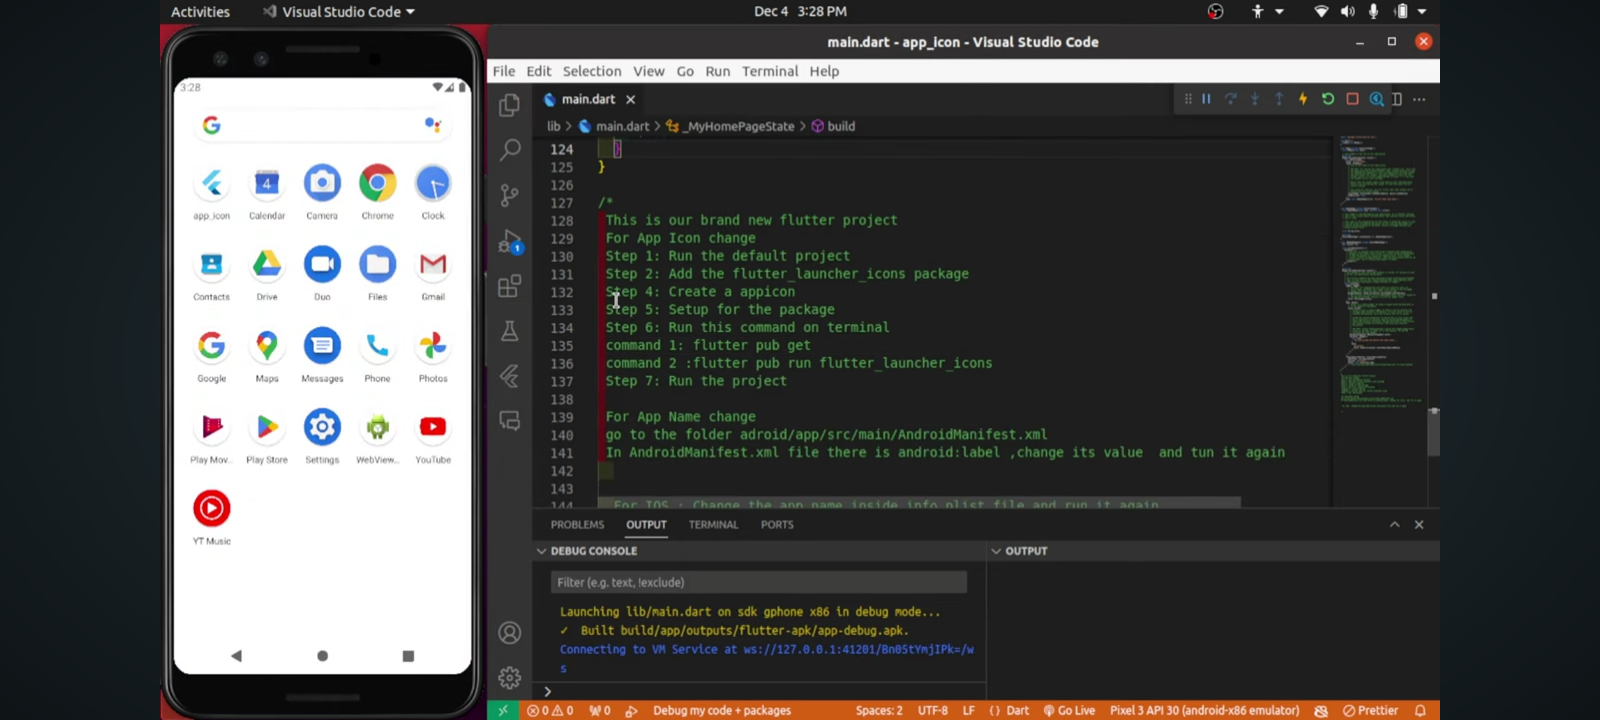 Activities
Visual Studio Code
Dec 4 3:28 PM
main.dart - app_icon - Visual Studio Code
File Edit Selection View Go Run Terminal Help
main.dart
lib > main.dart > _MyHomePageState > build
3:28
app_icon Calendar Camera Chrome Clock
4
Contacts Drive Duo Files Gmail
Google Maps Messages Phone Photos
Play Mov... Play Store Settings WebView... YouTube
YT Music
1
124 }
125 }
126
127 /*
128 This is our brand new flutter project
129 For App Icon change
130 Step 1: Run the default project
131 Step 2: Add the flutter_launcher_icons package
132 Step 4: Create a appicon
133 Step 5: Setup for the package
134 Step 6: Run this command on terminal
135 command 1: flutter pub get
136 command 2 :flutter pub run flutter_launcher_icons
137 Step 7: Run the project
138
139 For App Name change
140 go to the folder adroid/app/src/main/AndroidManifest.xml
141 In AndroidManifest.xml file there is android:label ,change its value  and tun it again
142
143
144 For IOS : Change the app name inside info.plist file and run it again
PROBLEMS OUTPUT TERMINAL PORTS
DEBUG CONSOLE
OUTPUT
Filter (e.g. text, !exclude)
Launching lib/main.dart on sdk gphone x86 in debug mode...
✓ Built build/app/outputs/flutter-apk/app-debug.apk.
Connecting to VM Service at ws://127.0.0.1:41201/Bn05tYmjIPk=/w
s
>
0 0 0 Debug my code + packages Spaces: 2 UTF-8 LF {} Dart Go Live Pixel 3 API 30 (android-x86 emulator) Prettier